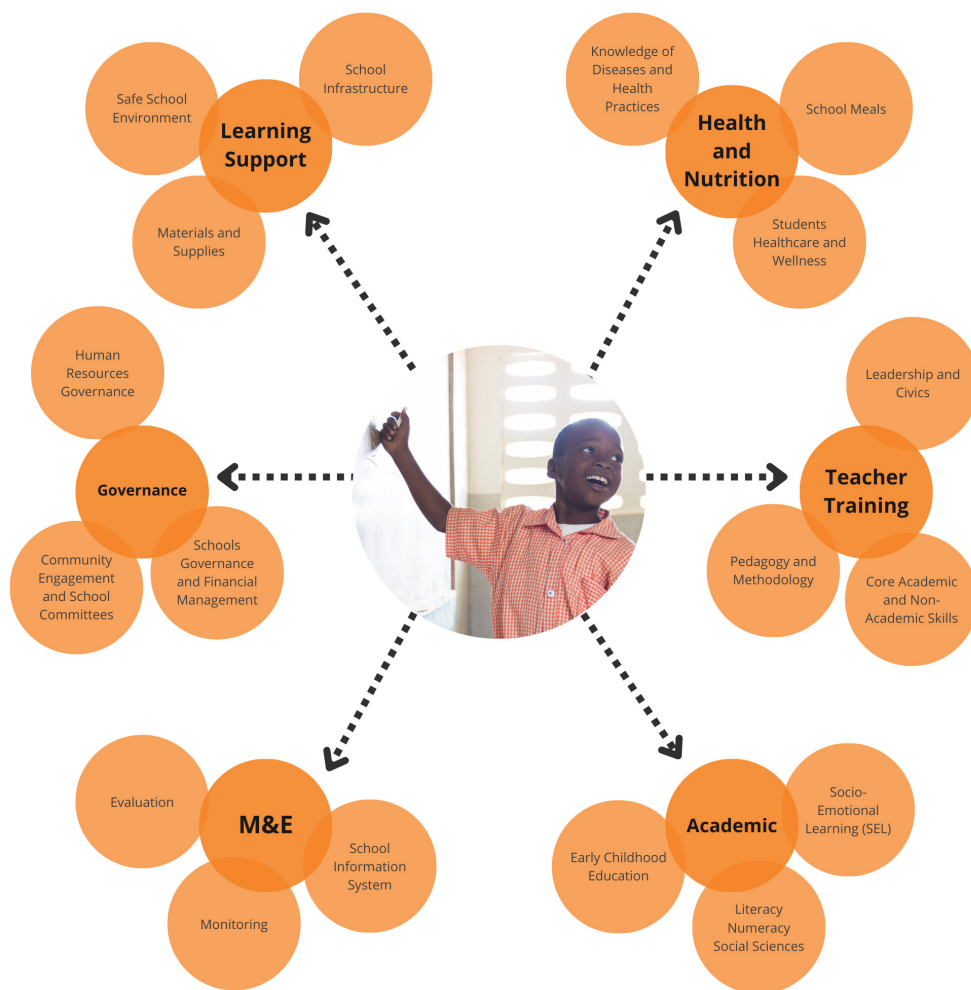 School
Infrastructure
Safe School
Environment
Learning
Support
Materials and
Supplies
Knowledge of
Diseases and
Health
Practices
School Meals
Health
and
Nutrition
Students
Healthcare and
Wellness
Human
Resources
Governance
Governance
Community
Engagement
and School
Committees
Schools
Governance
and Financial
Management
Leadership and
Civics
Teacher
Training
Pedagogy and
Methodology
Core Academic
and Non-
Academic Skills
Evaluation
M&E
School
Information
System
Monitoring
Socio-
Emotional
Learning (SEL)
Academic
Early Childhood
Education
Literacy
Numeracy
Social Sciences